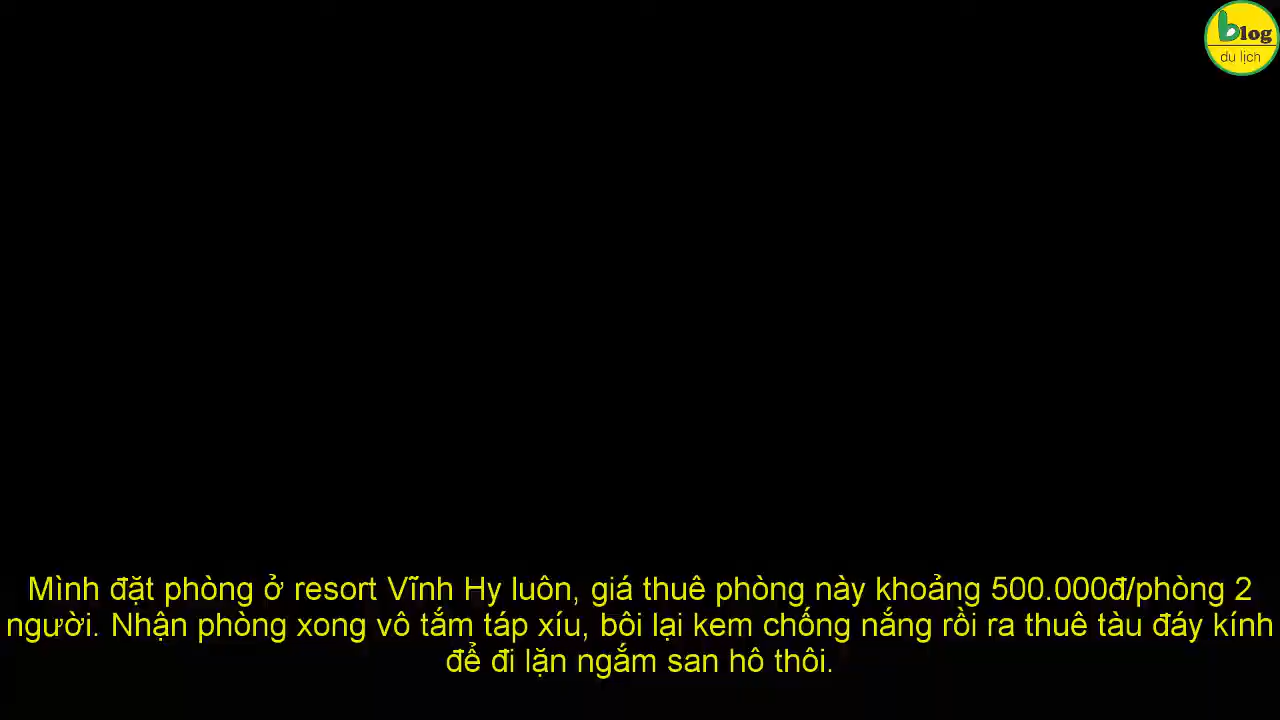 blog
du lịch
Mình đặt phòng ở resort Vĩnh Hy luôn, giá thuê phòng này khoảng 500.000đ/phòng 2
người. Nhận phòng xong vô tắm táp xíu, bôi lại kem chống nắng rồi ra thuê tàu đáy kính
để đi lặn ngắm san hô thôi.